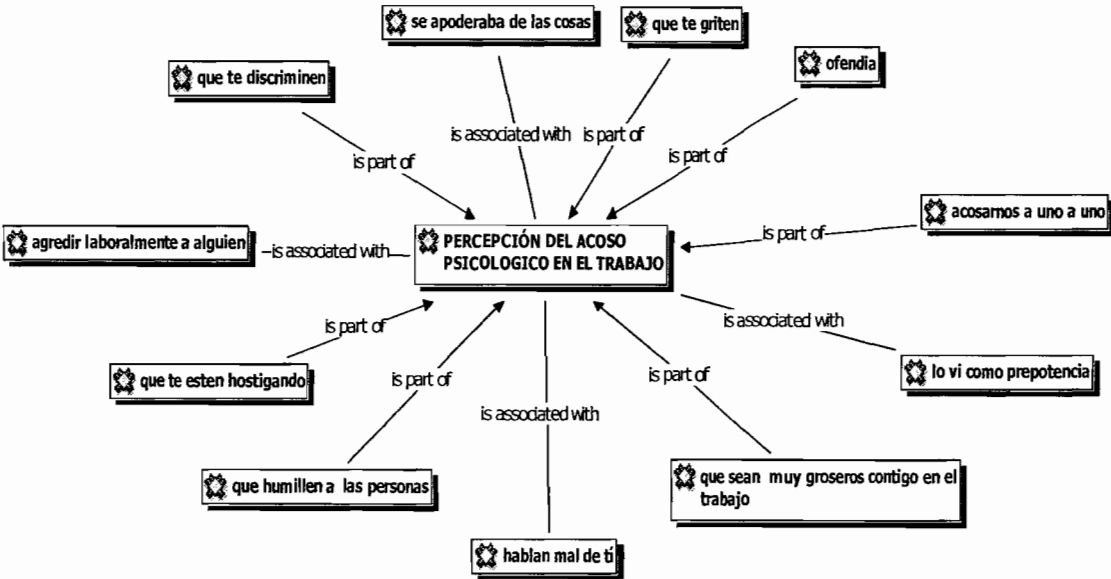 se apoderaba de las cosas
que te griten
ofendia
que te discriminen
is associated with
is part of
is part of
is part of
acosarnos a uno a uno
is part of
PERCEPCIÓN DEL ACOSO
PSICOLOGICO EN EL TRABAJO
agredir laboralmente a alguien
is associated with
is part of
is associated with
que te esten hostigando
lo vi como prepotencia
is part of
is part of
is associated with
que humillen a las personas
que sean muy groseros contigo en el
trabajo
hablan mal de tí